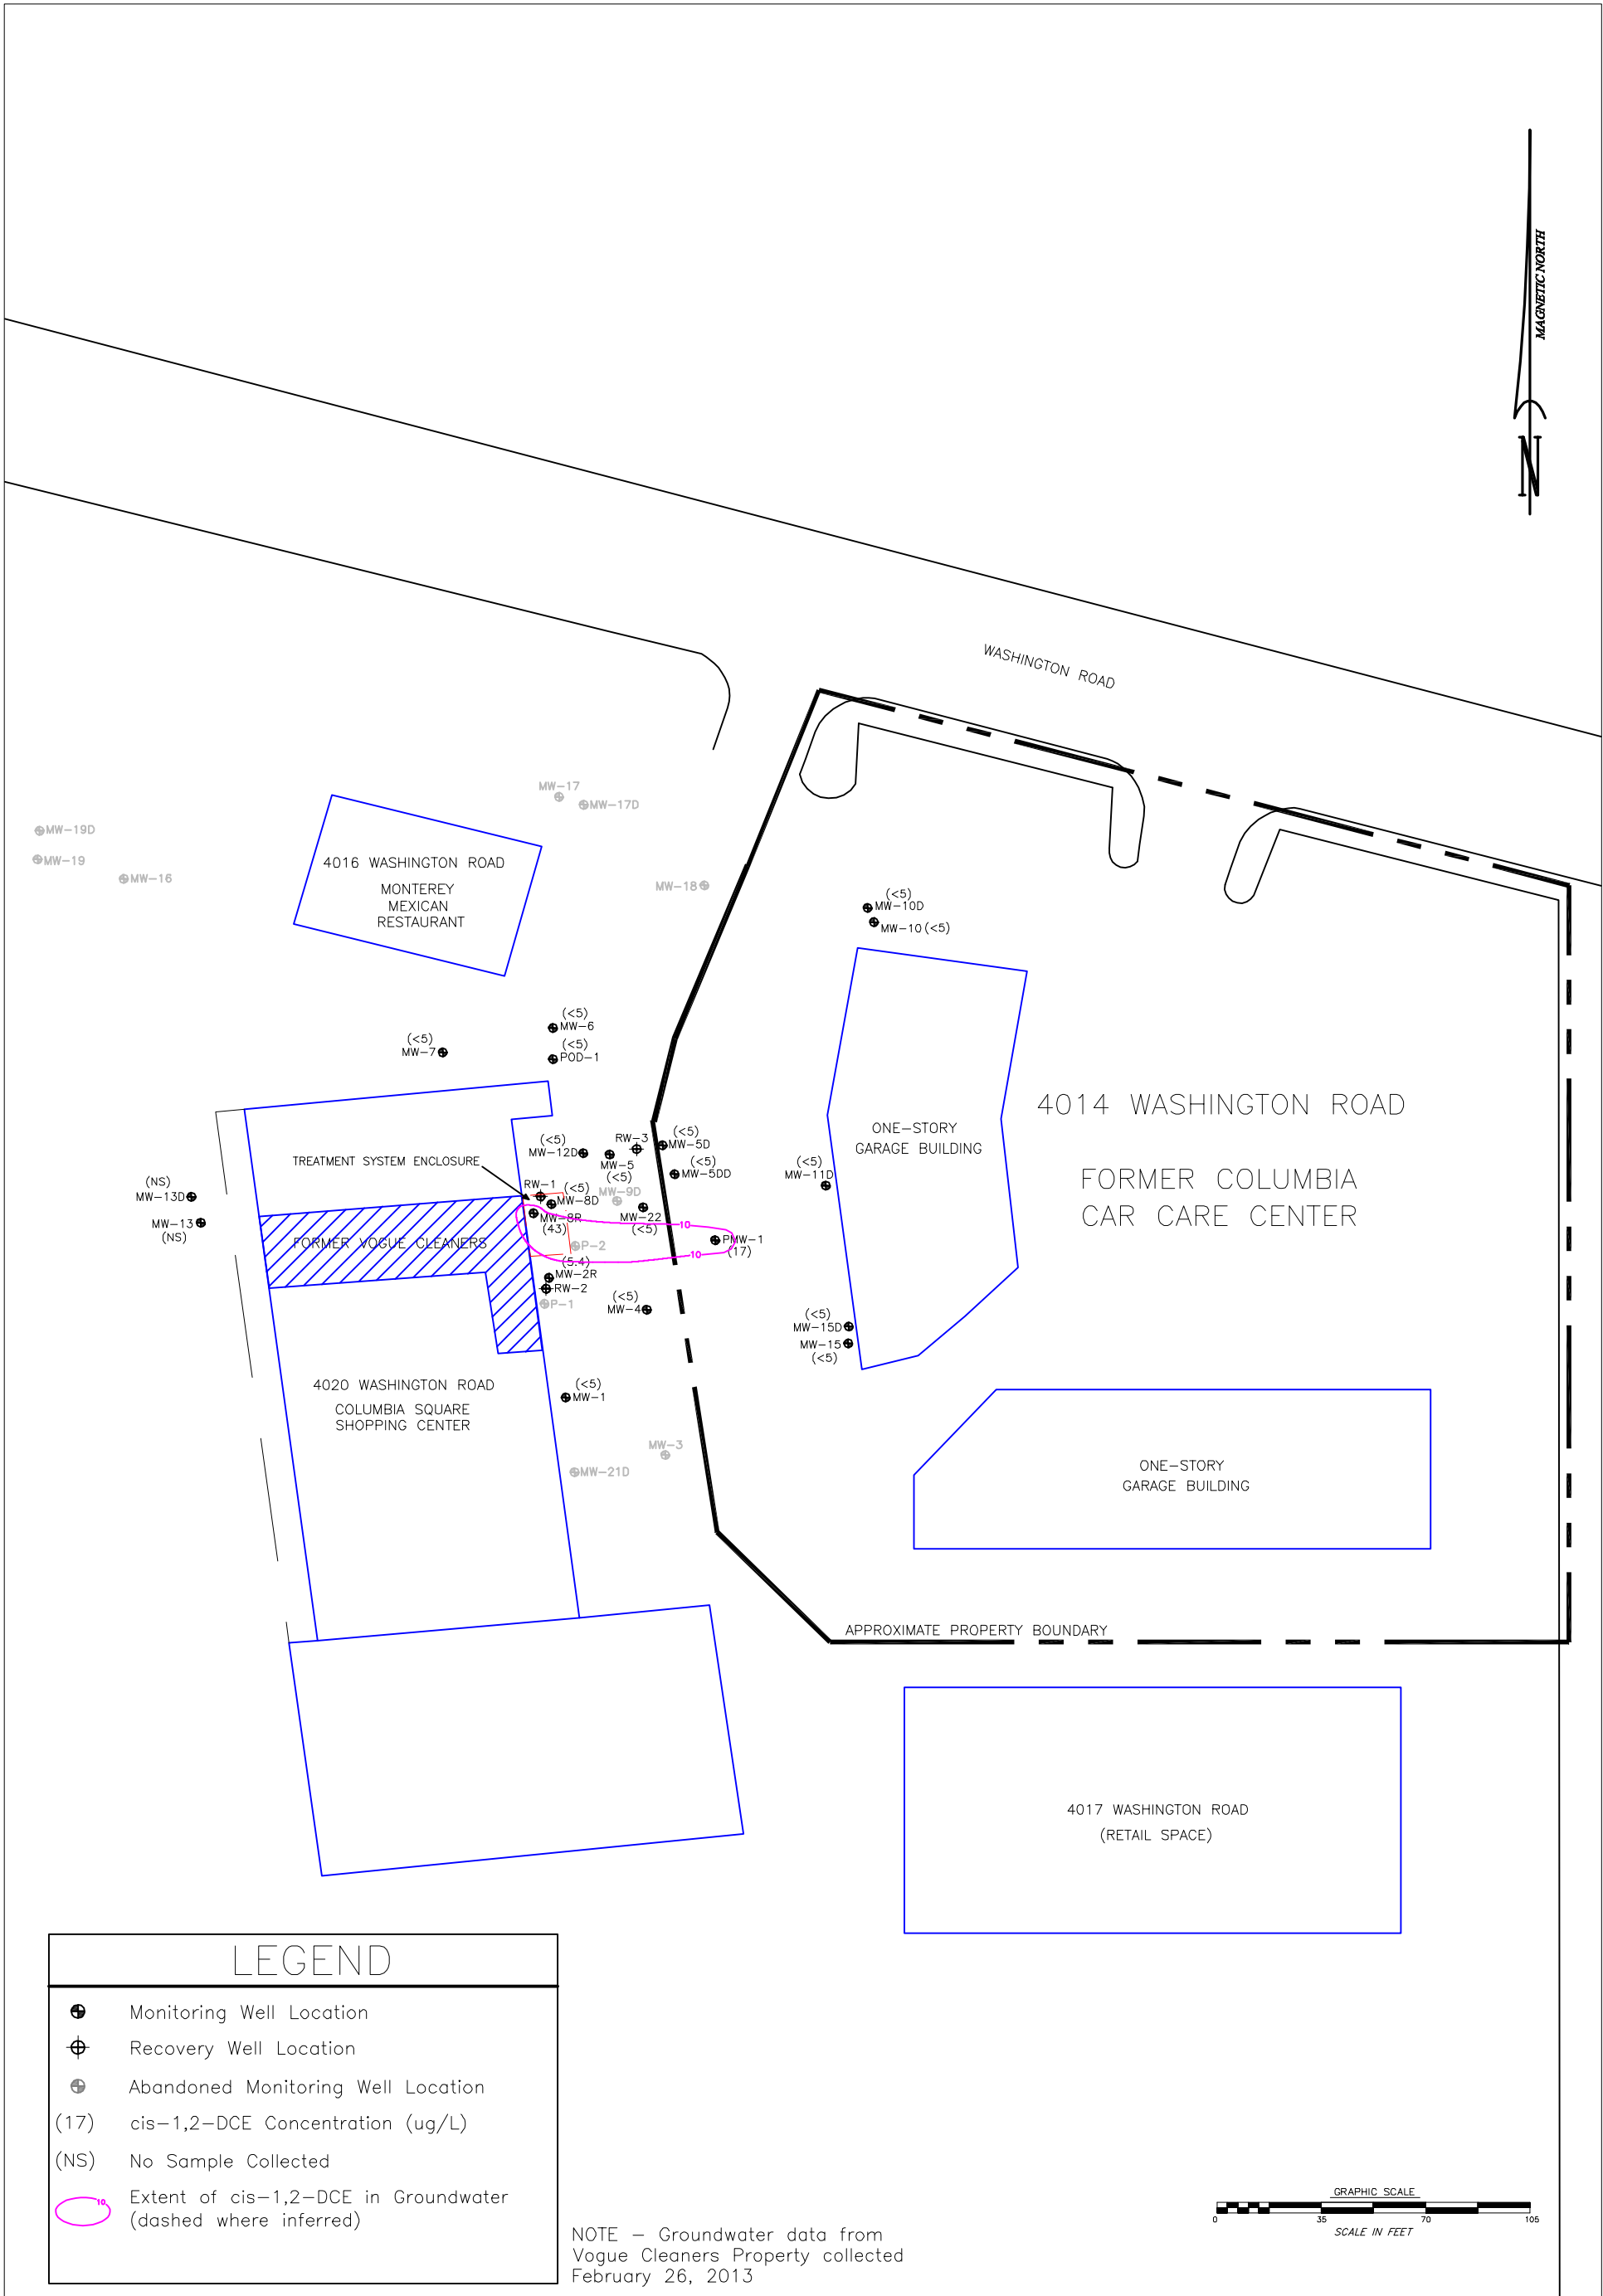 MAGNETIC NORTH
N
WASHINGTON ROAD
MW-17
MW-17D
MW-19D
MW-19
MW-16
4016 WASHINGTON ROAD
MONTEREY
MEXICAN
RESTAURANT
MW-18
(<5)
MW-10D
MW-10 (<5)
(<5)
MW-6
(<5)
MW-7
(<5)
POD-1
4014 WASHINGTON ROAD
FORMER COLUMBIA
CAR CARE CENTER
ONE-STORY
GARAGE BUILDING
RW-3
(<5)
MW-5D
(<5)
MW-12D
MW-5
(<5)
(<5)
MW-5DD
(<5)
MW-11D
TREATMENT SYSTEM ENCLOSURE
(NS)
MW-13D
MW-13
(NS)
RW-1
(<5)
MW-8D
MW-9D
MW-8R
(43)
MW-22
(<5)
10
10
PMW-1
(17)
FORMER VOGUE CLEANERS
P-2
(5.4)
MW-2R
RW-2
P-1
(<5)
MW-4
(<5)
MW-15D
MW-15
(<5)
4020 WASHINGTON ROAD
COLUMBIA SQUARE
SHOPPING CENTER
(<5)
MW-1
MW-3
MW-21D
ONE-STORY
GARAGE BUILDING
APPROXIMATE PROPERTY BOUNDARY
4017 WASHINGTON ROAD
(RETAIL SPACE)
LEGEND
Monitoring Well Location
Recovery Well Location
Abandoned Monitoring Well Location
(17) cis-1,2-DCE Concentration (ug/L)
(NS) No Sample Collected
10
Extent of cis-1,2-DCE in Groundwater
(dashed where inferred)
NOTE - Groundwater data from
Vogue Cleaners Property collected
February 26, 2013
GRAPHIC SCALE
0 35 70 105
SCALE IN FEET